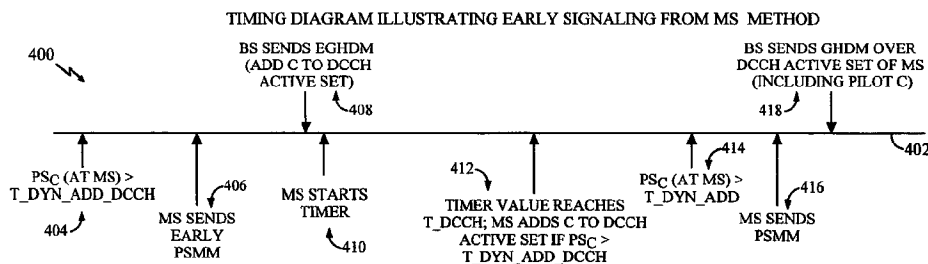 TIMING DIAGRAM ILLUSTRATING EARLY SIGNALING FROM MS METHOD
400
BS SENDS EGHDM
(ADD C TO DCCH
ACTIVE SET)
408
BS SENDS GHDM OVER
DCCH ACTIVE SET OF MS
(INCLUDING PILOT C)
418
402
PSC (AT MS) >
T_DYN_ADD_DCCH
404
406
MS SENDS
EARLY
PSMM
MS STARTS
TIMER
410
412
TIMER VALUE REACHES
T_DCCH; MS ADDS C TO DCCH
ACTIVE SET IF PSC >
T_DYN_ADD_DCCH
414
PSC (AT MS) >
T_DYN_ADD
416
MS SENDS
PSMM